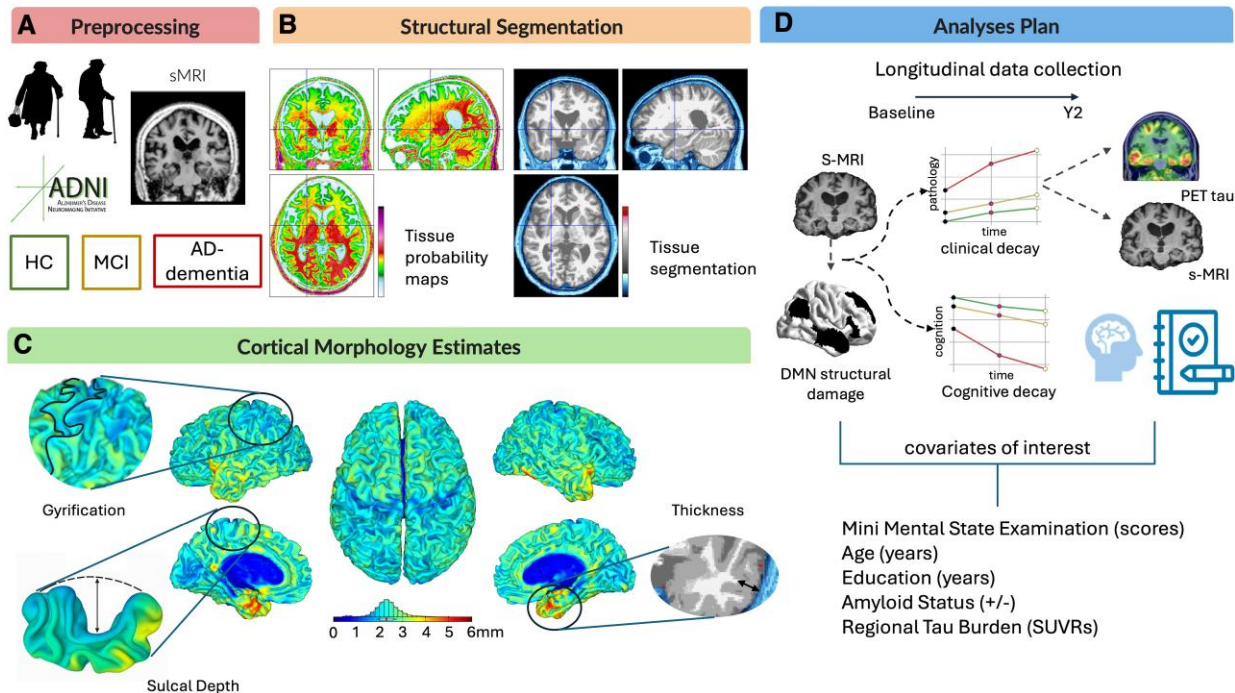 A
Preprocessing
sMRI
ADNI
ALZHEIMER'S DISEASE
NEUROIMAGING INITIATIVE
HC
MCI
AD-
dementia
B
Structural Segmentation
Tissue
probability
maps
Tissue
segmentation
C
Cortical Morphology Estimates
Gyrification
Sulcal Depth
Thickness
0 1 2 3 4 5 6mm
D
Analyses Plan
Longitudinal data collection
Baseline
Y2
S-MRI
pathology
time
clinical decay
PET tau
s-MRI
DMN structural
damage
cognition
time
Cognitive decay
covariates of interest
Mini Mental State Examination (scores)
Age (years)
Education (years)
Amyloid Status (+/-)
Regional Tau Burden (SUVRs)